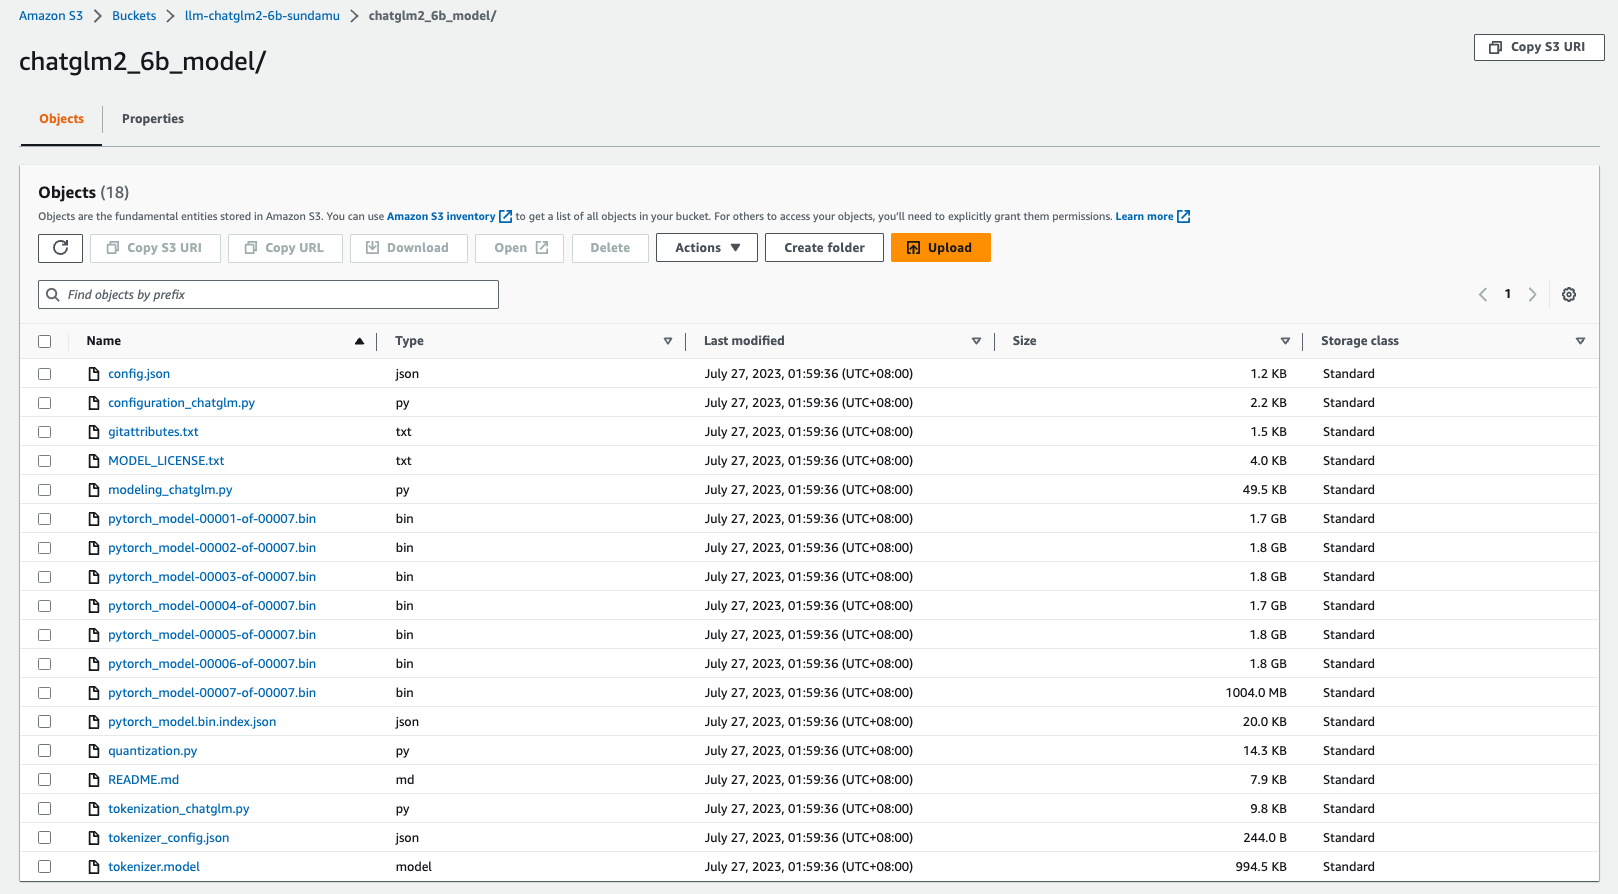 Amazon S3 > Buckets > llm-chatglm2-6b-sundamu > chatglm2_6b_model/
chatglm2_6b_model/
Copy S3 URI
Objects Properties
Objects (18)
Objects are the fundamental entities stored in Amazon S3. You can use Amazon S3 inventory to get a list of all objects in your bucket. For others to access your objects, you'll need to explicitly grant them permissions. Learn more
Copy S3 URI Copy URL Download Open Delete Actions Create folder Upload
Find objects by prefix
1
Name Type Last modified Size Storage class
config.json json July 27, 2023, 01:59:36 (UTC+08:00) 1.2 KB Standard
configuration_chatglm.py py July 27, 2023, 01:59:36 (UTC+08:00) 2.2 KB Standard
gitattributes.txt txt July 27, 2023, 01:59:36 (UTC+08:00) 1.5 KB Standard
MODEL_LICENSE.txt txt July 27, 2023, 01:59:36 (UTC+08:00) 4.0 KB Standard
modeling_chatglm.py py July 27, 2023, 01:59:36 (UTC+08:00) 49.5 KB Standard
pytorch_model-00001-of-00007.bin bin July 27, 2023, 01:59:36 (UTC+08:00) 1.7 GB Standard
pytorch_model-00002-of-00007.bin bin July 27, 2023, 01:59:36 (UTC+08:00) 1.8 GB Standard
pytorch_model-00003-of-00007.bin bin July 27, 2023, 01:59:36 (UTC+08:00) 1.8 GB Standard
pytorch_model-00004-of-00007.bin bin July 27, 2023, 01:59:36 (UTC+08:00) 1.7 GB Standard
pytorch_model-00005-of-00007.bin bin July 27, 2023, 01:59:36 (UTC+08:00) 1.8 GB Standard
pytorch_model-00006-of-00007.bin bin July 27, 2023, 01:59:36 (UTC+08:00) 1.8 GB Standard
pytorch_model-00007-of-00007.bin bin July 27, 2023, 01:59:36 (UTC+08:00) 1004.0 MB Standard
pytorch_model.bin.index.json json July 27, 2023, 01:59:36 (UTC+08:00) 20.0 KB Standard
quantization.py py July 27, 2023, 01:59:36 (UTC+08:00) 14.3 KB Standard
README.md md July 27, 2023, 01:59:36 (UTC+08:00) 7.9 KB Standard
tokenization_chatglm.py py July 27, 2023, 01:59:36 (UTC+08:00) 9.8 KB Standard
tokenizer_config.json json July 27, 2023, 01:59:36 (UTC+08:00) 244.0 B Standard
tokenizer.model model July 27, 2023, 01:59:36 (UTC+08:00) 994.5 KB Standard